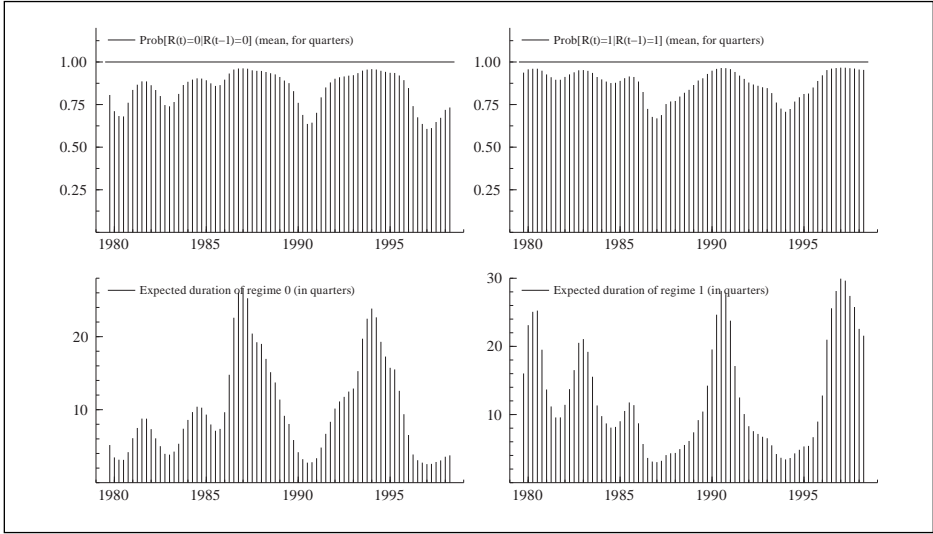 Prob[R(t)=0|R(t−1)=0] (mean, for quarters)
1.00
0.75
0.50
0.25
1980 1985 1990 1995
Prob[R(t)=1|R(t−1)=1] (mean, for quarters)
1.00
0.75
0.50
0.25
1980 1985 1990 1995
Expected duration of regime 0 (in quarters)
20
10
1980 1985 1990 1995
30
Expected duration of regime 1 (in quarters)
20
10
1980 1985 1990 1995